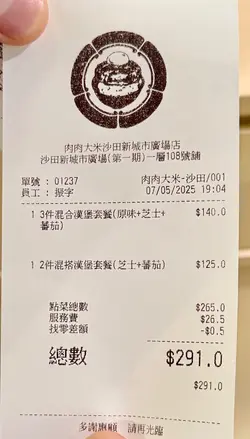 肉肉大米沙田新城市廣場店
沙田新城市廣場(第一期)一層108號舖
單號 : 01237 肉肉大米-沙田/001
員工 : 振宇 07/05/2025 19:04
1 3件混合漢堡套餐(原味+芝士+ $140.0
蕃茄)
1 2件混搭漢堡套餐(芝士+蕃茄) $125.0
點菜總數 $265.0
服務費 $26.5
找零差額 -$0.5
總數 $291.0
$291.0
多謝惠顧 請再光臨